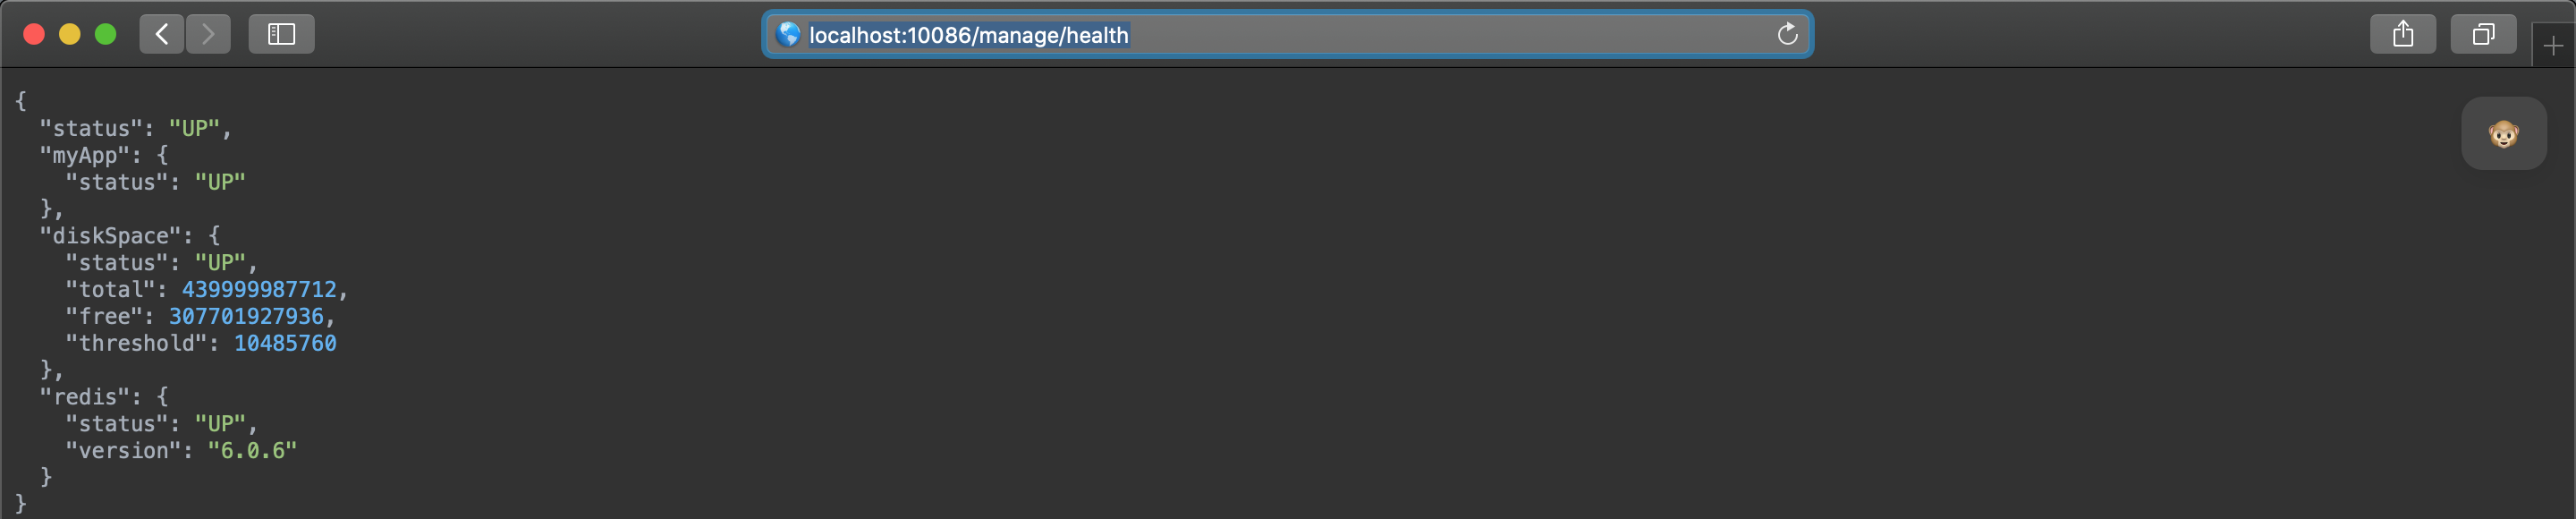 localhost:10086/manage/health
{
  "status": "UP",
  "myApp": {
    "status": "UP"
  },
  "diskSpace": {
    "status": "UP",
    "total": 439999987712,
    "free": 307701927936,
    "threshold": 10485760
  },
  "redis": {
    "status": "UP",
    "version": "6.0.6"
  }
}